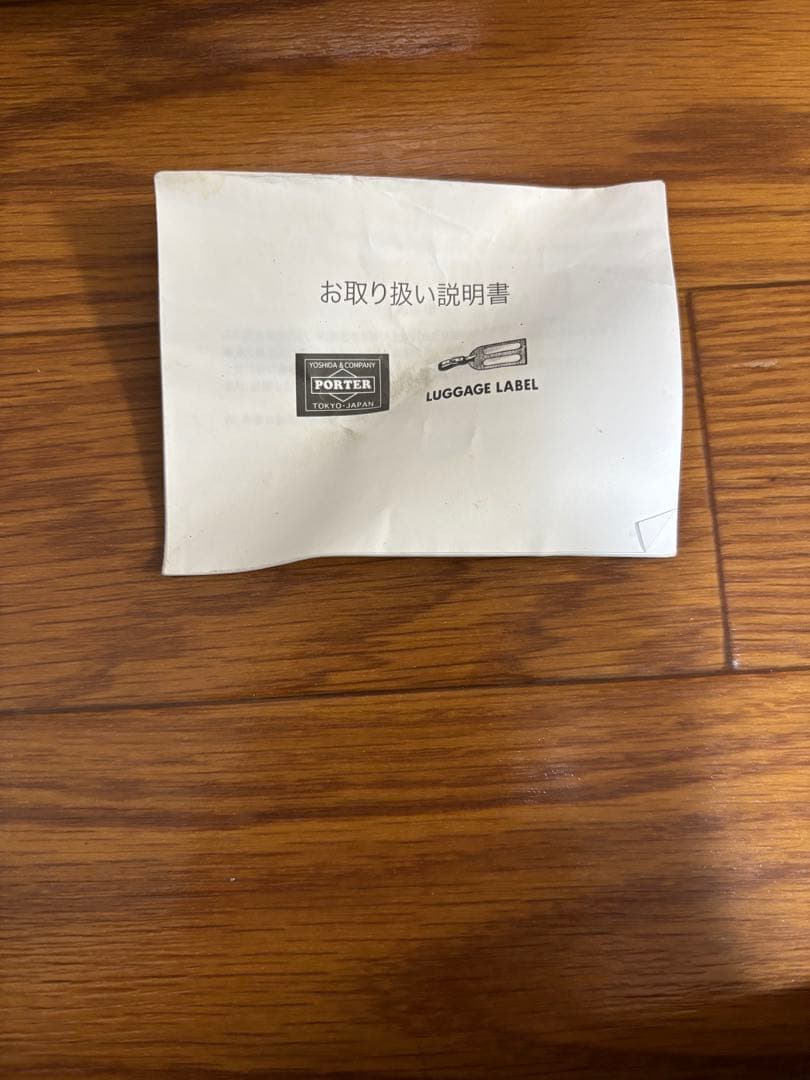 お取り扱い説明書
YOSHIDA & COMPANY
PORTER
TOKYO-JAPAN
LUGGAGE LABEL